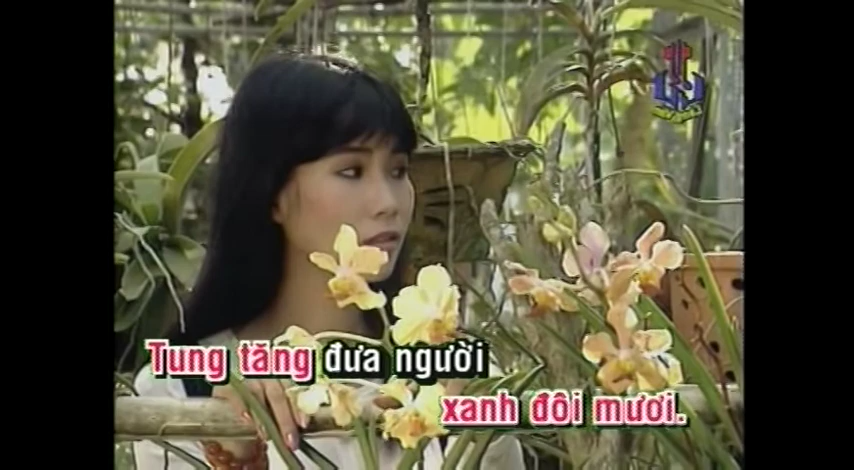 Tung tăng đưa người
xanh đôi mươi.